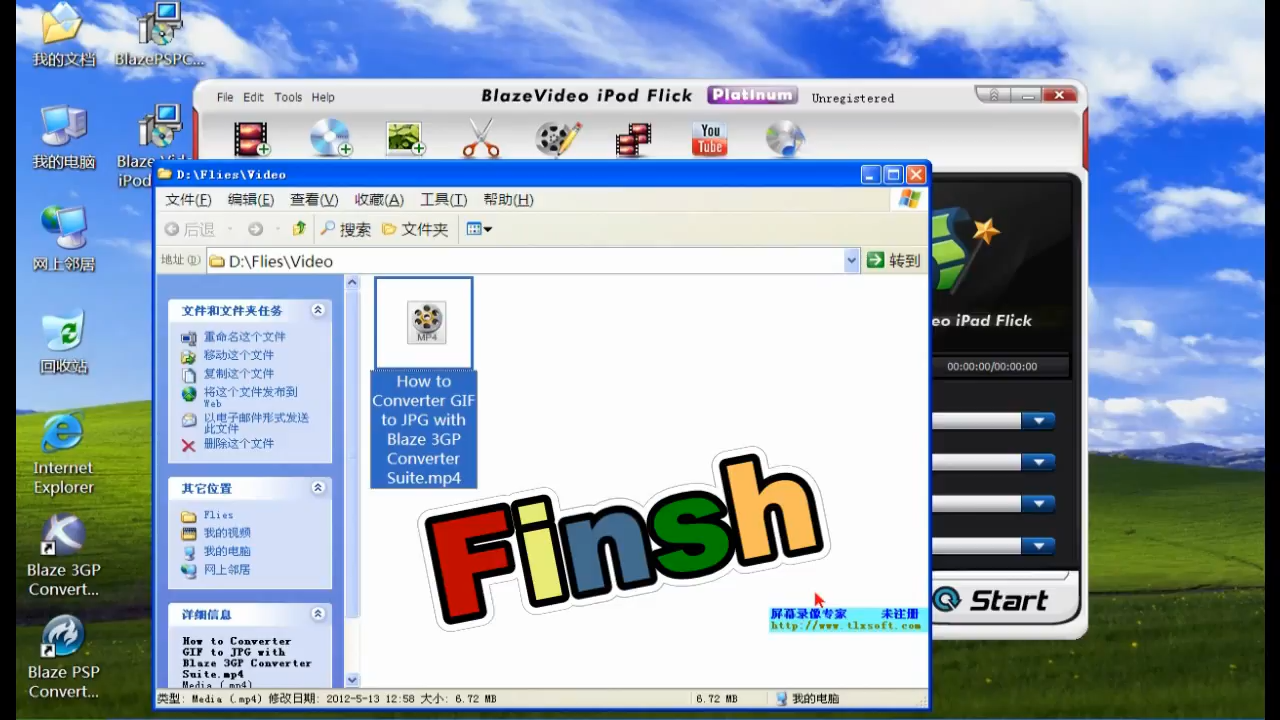 我的文档
BlazePSPC...
我的电脑
网上邻居
回收站
Internet
Explorer
Blaze 3GP
Convert...
Blaze PSP
Convert...
File Edit Tools Help
BlazeVideo iPod Flick Platinum Unregistered
You
Tube
D:\Flies\Video
文件(F) 编辑(E) 查看(V) 收藏(A) 工具(T) 帮助(H)
后退 搜索 文件夹
地址(D) D:\Flies\Video 转到
文件和文件夹任务
重命名这个文件
移动这个文件
复制这个文件
将这个文件发布到
Web
以电子邮件形式发送
此文件
删除这个文件
其它位置
Flies
我的视频
我的电脑
网上邻居
详细信息
How to Converter
GIF to JPG with
Blaze 3GP Converter
Suite.mp4
Media (.mp4)
MP4
How to
Converter GIF
to JPG with
Blaze 3GP
Converter
Suite.mp4
Finsh
屏幕录像专家 未注册
http://www.tlxsoft.com
类型: Media (.mp4) 修改日期: 2012-5-13 12:58 大小: 6.72 MB 6.72 MB 我的电脑
eo iPad Flick
00:00:00/00:00:00
Start